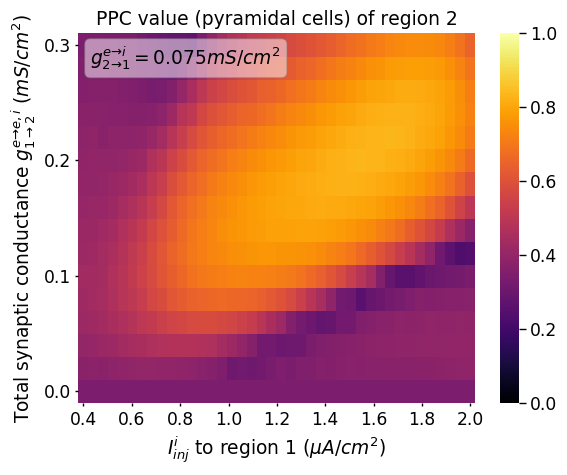 PPC value (pyramidal cells) of region 2
g^{e→i}_{2→1} = 0.075mS/cm^2
Total synaptic conductance g^{e→e,i}_{1→2} (mS/cm^2)
0.3
0.2
0.1
0.0
0.4 0.6 0.8 1.0 1.2 1.4 1.6 1.8 2.0
I^i_{inj} to region 1 (μA/cm^2)
1.0
0.8
0.6
0.4
0.2
0.0